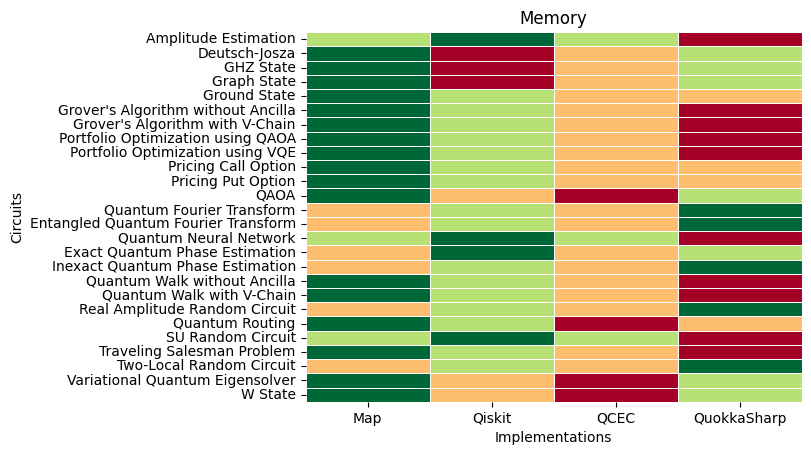 Memory
Circuits
Amplitude Estimation
Deutsch-Josza
GHZ State
Graph State
Ground State
Grover's Algorithm without Ancilla
Grover's Algorithm with V-Chain
Portfolio Optimization using QAOA
Portfolio Optimization using VQE
Pricing Call Option
Pricing Put Option
QAOA
Quantum Fourier Transform
Entangled Quantum Fourier Transform
Quantum Neural Network
Exact Quantum Phase Estimation
Inexact Quantum Phase Estimation
Quantum Walk without Ancilla
Quantum Walk with V-Chain
Real Amplitude Random Circuit
Quantum Routing
SU Random Circuit
Traveling Salesman Problem
Two-Local Random Circuit
Variational Quantum Eigensolver
W State
Map Qiskit QCEC QuokkaSharp
Implementations